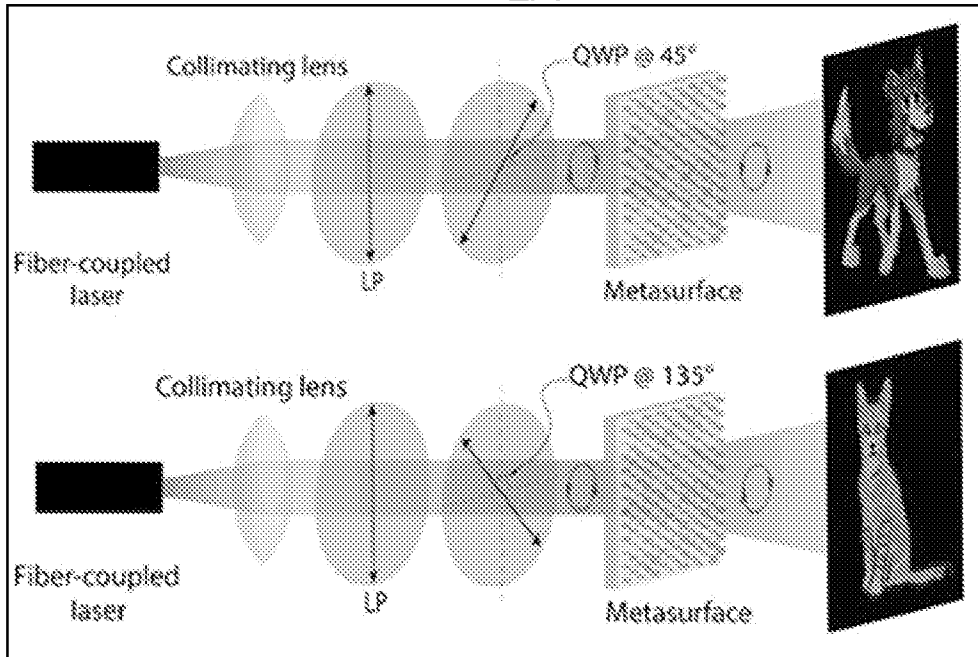 Collimating lens
QWP @ 45°
Fiber-coupled
laser
LP
Metasurface
Collimating lens
QWP @ 135°
Fiber-coupled
laser
LP
Metasurface